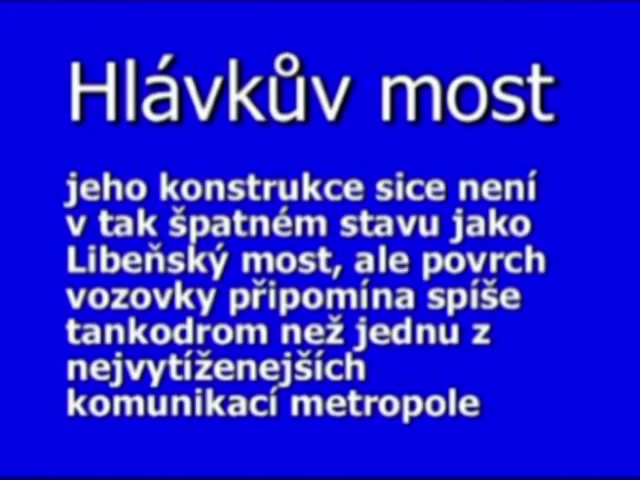 Hlávkův most
jeho konstrukce sice není
v tak špatném stavu jako
Libeňský most, ale povrch
vozovky připomína spíše
tankodrom než jednu z
nejvytíženejších
komunikací metropole